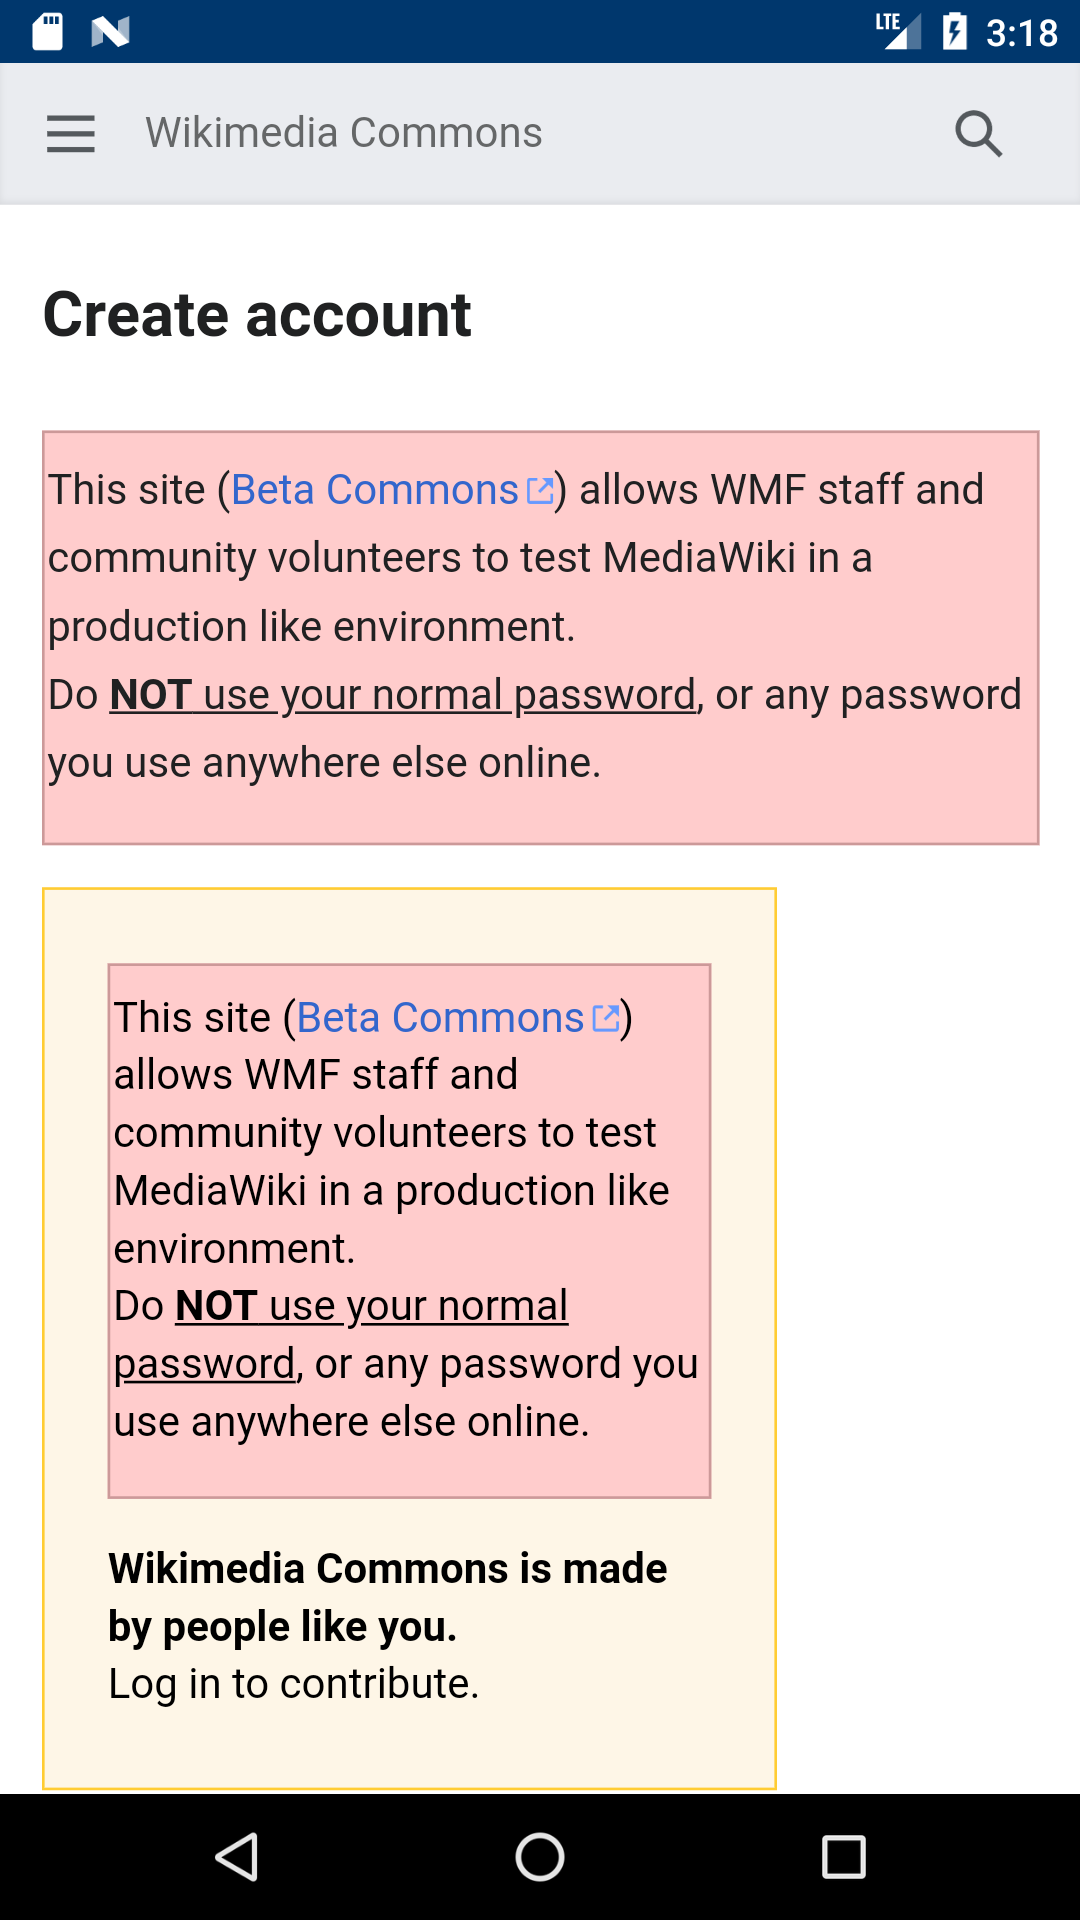 LTE 3:18
Wikimedia Commons
Create account
This site (Beta Commons) allows WMF staff and
community volunteers to test MediaWiki in a
production like environment.
Do NOT use your normal password, or any password
you use anywhere else online.
This site (Beta Commons)
allows WMF staff and
community volunteers to test
MediaWiki in a production like
environment.
Do NOT use your normal
password, or any password you
use anywhere else online.
Wikimedia Commons is made
by people like you.
Log in to contribute.